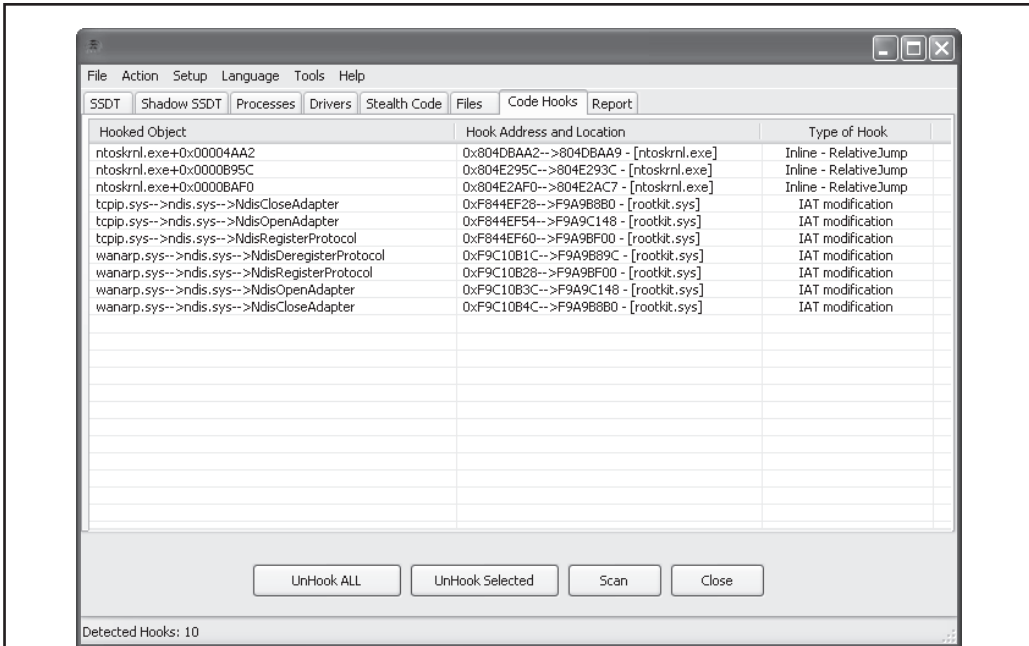 File Action Setup Language Tools Help
SSDT Shadow SSDT Processes Drivers Stealth Code Files Code Hooks Report
Hooked Object Hook Address and Location Type of Hook
ntoskrnl.exe+0x00004AA2 0x804DBAA2-->804DBAA9 - [ntoskrnl.exe] Inline - RelativeJump
ntoskrnl.exe+0x0000B95C 0x804E295C-->804E293C - [ntoskrnl.exe] Inline - RelativeJump
ntoskrnl.exe+0x0000BAF0 0x804E2AF0-->804E2AC7 - [ntoskrnl.exe] Inline - RelativeJump
tcpip.sys-->ndis.sys-->NdisCloseAdapter 0xF844EF28-->F9A9B8B0 - [rootkit.sys] IAT modification
tcpip.sys-->ndis.sys-->NdisOpenAdapter 0xF844EF54-->F9A9C148 - [rootkit.sys] IAT modification
tcpip.sys-->ndis.sys-->NdisRegisterProtocol 0xF844EF60-->F9A9BF00 - [rootkit.sys] IAT modification
wanarp.sys-->ndis.sys-->NdisDeregisterProtocol 0xF9C10B1C-->F9A9B89C - [rootkit.sys] IAT modification
wanarp.sys-->ndis.sys-->NdisRegisterProtocol 0xF9C10B28-->F9A9BF00 - [rootkit.sys] IAT modification
wanarp.sys-->ndis.sys-->NdisOpenAdapter 0xF9C10B3C-->F9A9C148 - [rootkit.sys] IAT modification
wanarp.sys-->ndis.sys-->NdisCloseAdapter 0xF9C10B4C-->F9A9B8B0 - [rootkit.sys] IAT modification
UnHook ALL UnHook Selected Scan Close
Detected Hooks: 10